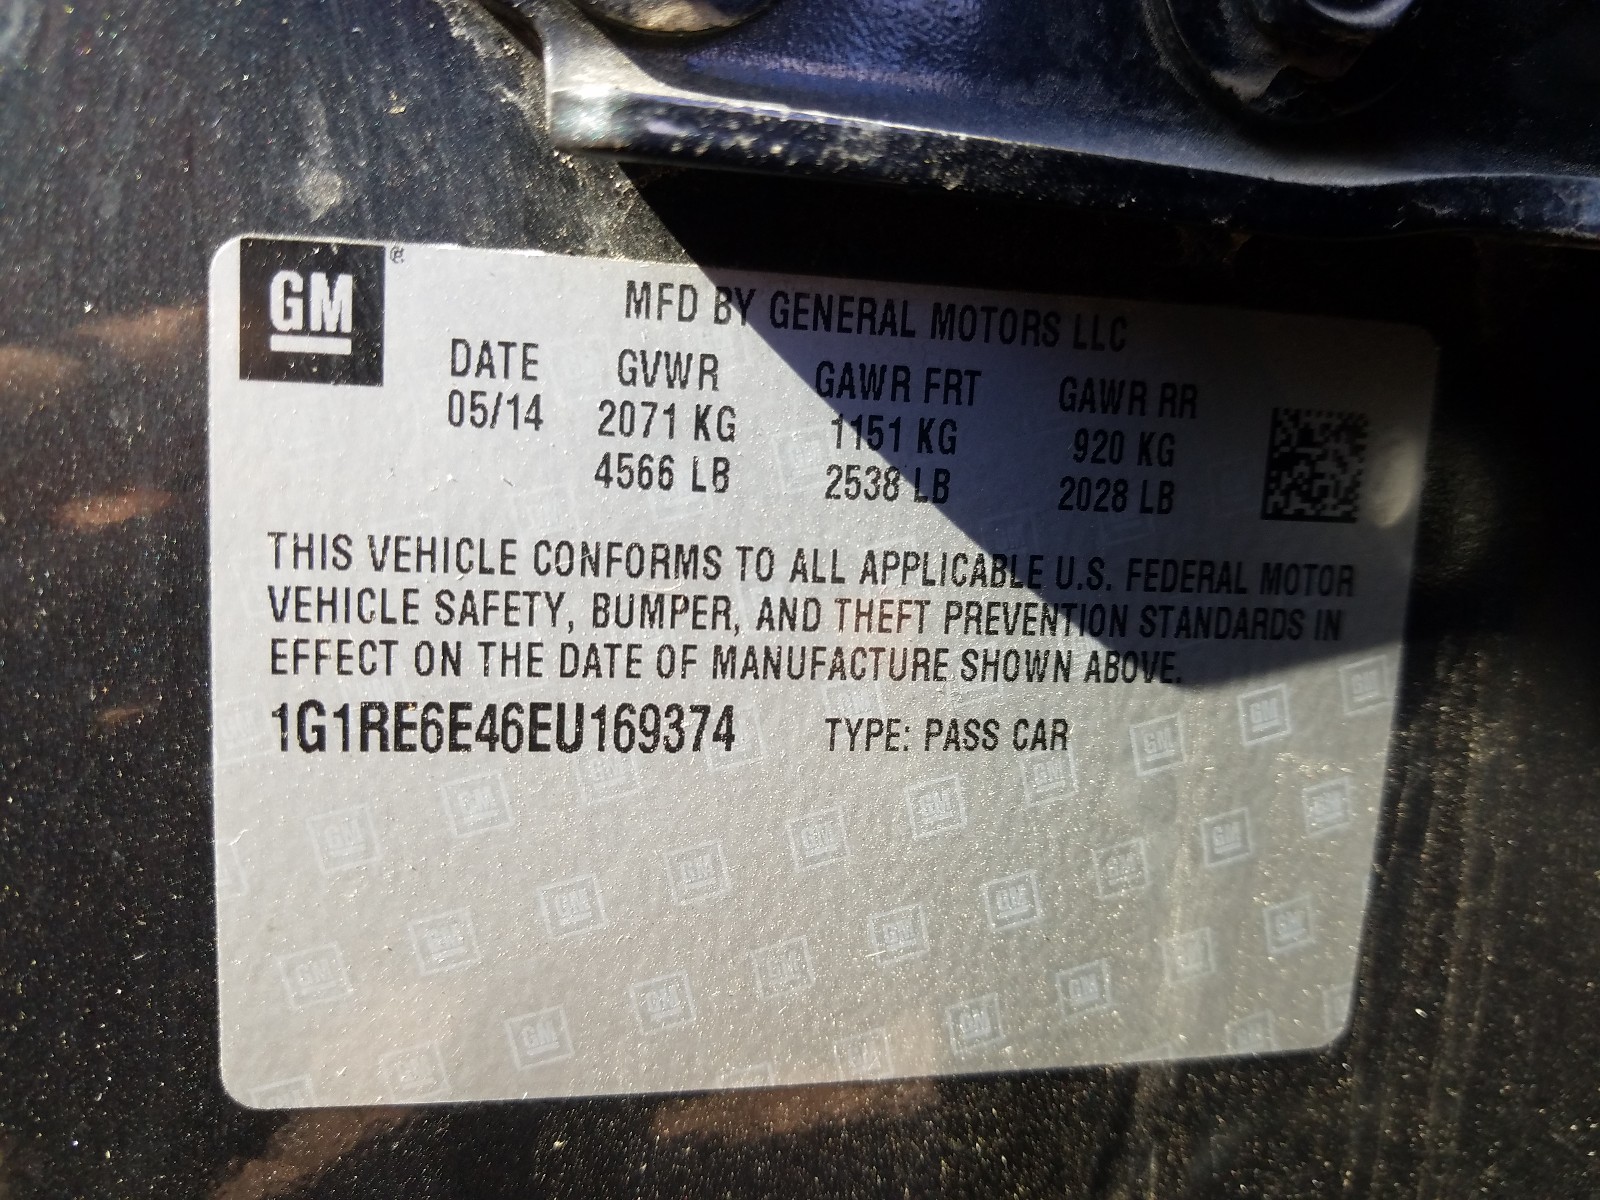 GM®
MFD BY GENERAL MOTORS LLC
DATE GVWR GAWR FRT GAWR RR
05/14 2071 KG 1151 KG 920 KG
4566 LB 2538 LB 2028 LB
THIS VEHICLE CONFORMS TO ALL APPLICABLE U.S. FEDERAL MOTOR
VEHICLE SAFETY, BUMPER, AND THEFT PREVENTION STANDARDS IN
EFFECT ON THE DATE OF MANUFACTURE SHOWN ABOVE.
1G1RE6E46EU169374 TYPE: PASS CAR